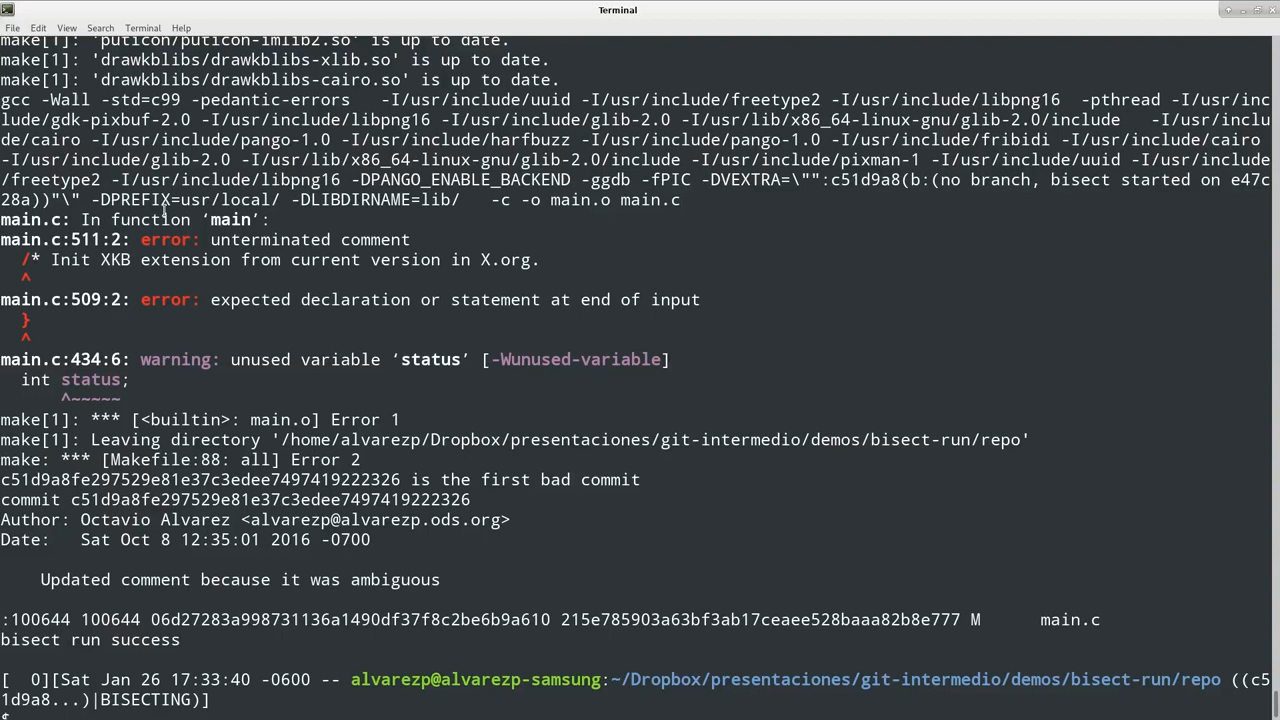 Terminal
File Edit View Search Terminal Help
make[1]: 'puticon/puticon-imlib2.so' is up to date.
make[1]: 'drawkblibs/drawkblibs-xlib.so' is up to date.
make[1]: 'drawkblibs/drawkblibs-cairo.so' is up to date.
gcc -Wall -std=c99 -pedantic-errors   -I/usr/include/uuid -I/usr/include/freetype2 -I/usr/include/libpng16  -pthread -I/usr/inc
lude/gdk-pixbuf-2.0 -I/usr/include/libpng16 -I/usr/include/glib-2.0 -I/usr/lib/x86_64-linux-gnu/glib-2.0/include   -I/usr/inclu
de/cairo -I/usr/include/pango-1.0 -I/usr/include/harfbuzz -I/usr/include/pango-1.0 -I/usr/include/fribidi -I/usr/include/cairo
-I/usr/include/glib-2.0 -I/usr/lib/x86_64-linux-gnu/glib-2.0/include -I/usr/include/pixman-1 -I/usr/include/uuid -I/usr/include
/freetype2 -I/usr/include/libpng16 -DPANGO_ENABLE_BACKEND -ggdb -fPIC -DVEXTRA=\"":c51d9a8(b:(no branch, bisect started on e47c
28a))"\" -DPREFIX=usr/local/ -DLIBDIRNAME=lib/   -c -o main.o main.c
main.c: In function ‘main’:
main.c:511:2: error: unterminated comment
/* Init XKB extension from current version in X.org.
^
main.c:509:2: error: expected declaration or statement at end of input
}
^
main.c:434:6: warning: unused variable ‘status’ [-Wunused-variable]
int status;
^~~~~~
make[1]: *** [<builtin>: main.o] Error 1
make[1]: Leaving directory '/home/alvarezp/Dropbox/presentaciones/git-intermedio/demos/bisect-run/repo'
make: *** [Makefile:88: all] Error 2
c51d9a8fe297529e81e37c3edee7497419222326 is the first bad commit
commit c51d9a8fe297529e81e37c3edee7497419222326
Author: Octavio Alvarez <alvarezp@alvarezp.ods.org>
Date:   Sat Oct 8 12:35:01 2016 -0700
Updated comment because it was ambiguous
:100644 100644 06d27283a998731136a1490df37f8c2be6b9a610 215e785903a63bf3ab17ceaee528baaa82b8e777 M      main.c
bisect run success
[  0][Sat Jan 26 17:33:40 -0600 -- alvarezp@alvarezp-samsung:~/Dropbox/presentaciones/git-intermedio/demos/bisect-run/repo ((c5
1d9a8...)|BISECTING)]
$